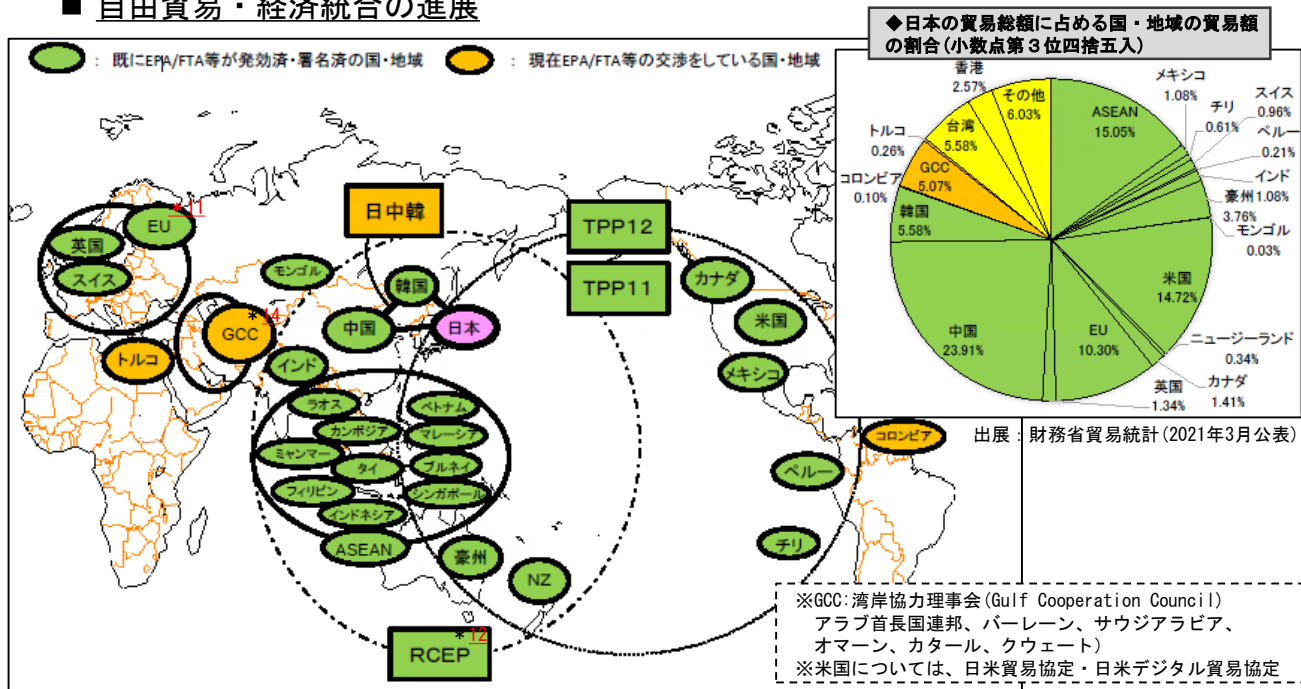 ■ 自由貿易・経済統合の進展
◆日本の貿易総額に占める国・地域の貿易額
の割合(小数点第３位四捨五入)
： 既にEPA/FTA等が発効済・署名済の国・地域
： 現在EPA/FTA等の交渉をしている国・地域
香港
2.57%
その他
6.03%
ASEAN
15.05%
メキシコ
1.08%
チリ
0.61%
スイス
0.96%
ペルー
0.21%
インド
1.08%
豪州
3.76%
モンゴル
0.03%
米国
14.72%
ニュージーランド
0.34%
カナダ
1.41%
EU
10.30%
英国
1.34%
中国
23.91%
韓国
5.58%
コロンビア
0.10%
GCC
5.07%
トルコ
0.26%
台湾
5.58%
出展：財務省貿易統計(2021年3月公表)
EU
*11
英国
スイス
トルコ
GCC
*14
モンゴル
インド
日中韓
韓国
中国
日本
TPP12
TPP11
カナダ
米国
メキシコ
コロンビア
ペルー
チリ
ラオス
ベトナム
カンボジア
マレーシア
ミャンマー
タイ
ブルネイ
フィリピン
シンガポール
インドネシア
ASEAN
豪州
NZ
RCEP
*12
※GCC:湾岸協力理事会(Gulf Cooperation Council)
アラブ首長国連邦、バーレーン、サウジアラビア、
オマーン、カタール、クウェート)
※米国については、日米貿易協定・日米デジタル貿易協定